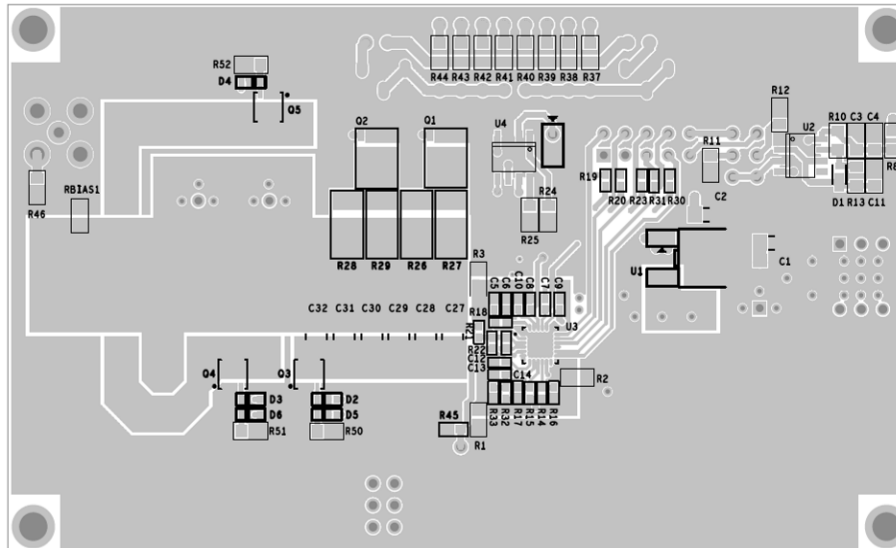 R52
D4
Q5
R44 R43 R42 R41 R40 R39 R38 R37
R12
Q2 Q1
U4
U2
R10 C3 C4
R11
R8
R46
RBIAS1
R19
R20 R23 R31 R30
R24
C2
D1 R13 C11
R25
R28 R29 R26 R27
R3
U1
C1
C5 C6 C10 C8 C7 C9
C32 C31 C30 C29 C28 C27
R18
R21
U3
R22
C12
C13
C14
Q4 Q3
R2
D3 D2
D6 D5
R51 R50
R45
R1
R33 R32 R17 R15 R14 R16